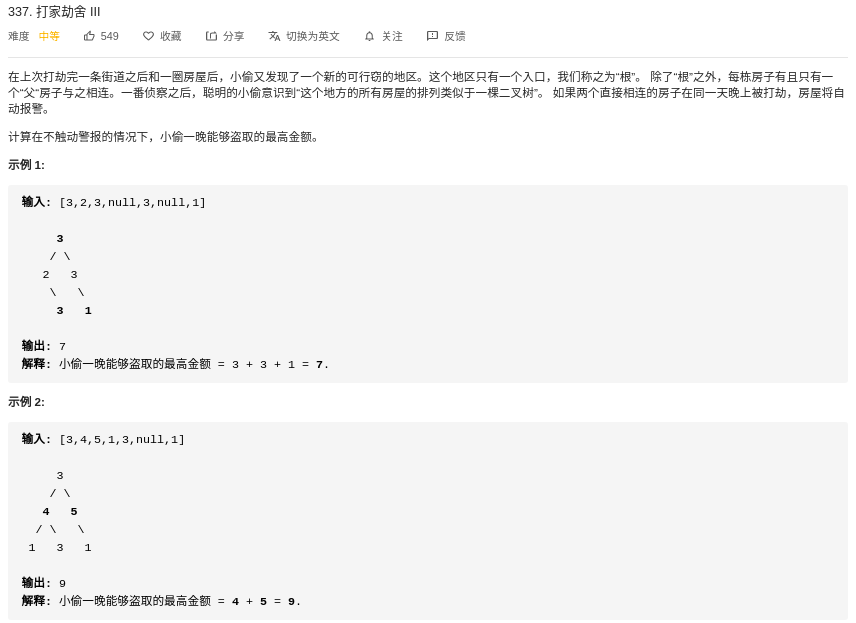 337. 打家劫舍 III
难度 中等 549 收藏 分享 切换为英文 关注 反馈
在上次打劫完一条街道之后和一圈房屋后，小偷又发现了一个新的可行窃的地区。这个地区只有一个入口，我们称之为“根”。 除了“根”之外，每栋房子有且只有一
个“父“房子与之相连。一番侦察之后，聪明的小偷意识到“这个地方的所有房屋的排列类似于一棵二叉树”。 如果两个直接相连的房子在同一天晚上被打劫，房屋将自
动报警。
计算在不触动警报的情况下，小偷一晚能够盗取的最高金额。
示例 1:
输入: [3,2,3,null,3,null,1]
3
/ \
2 3
\ \
3 1
输出: 7
解释: 小偷一晚能够盗取的最高金额 = 3 + 3 + 1 = 7.
示例 2:
输入: [3,4,5,1,3,null,1]
3
/ \
4 5
/ \ \
1 3 1
输出: 9
解释: 小偷一晚能够盗取的最高金额 = 4 + 5 = 9.